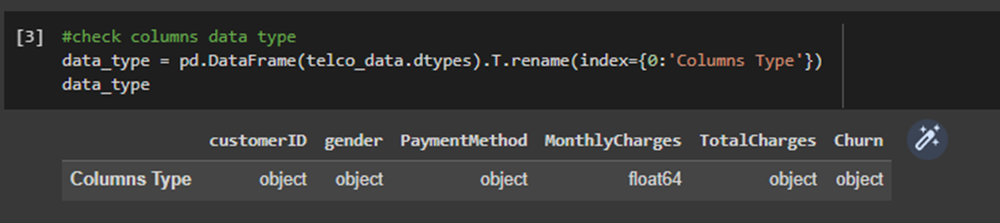 [3] #check columns data type
data_type = pd.DataFrame(telco_data.dtypes).T.rename(index={0:'Columns Type'})
data_type
customerID gender PaymentMethod MonthlyCharges TotalCharges Churn
Columns Type object object object float64 object object